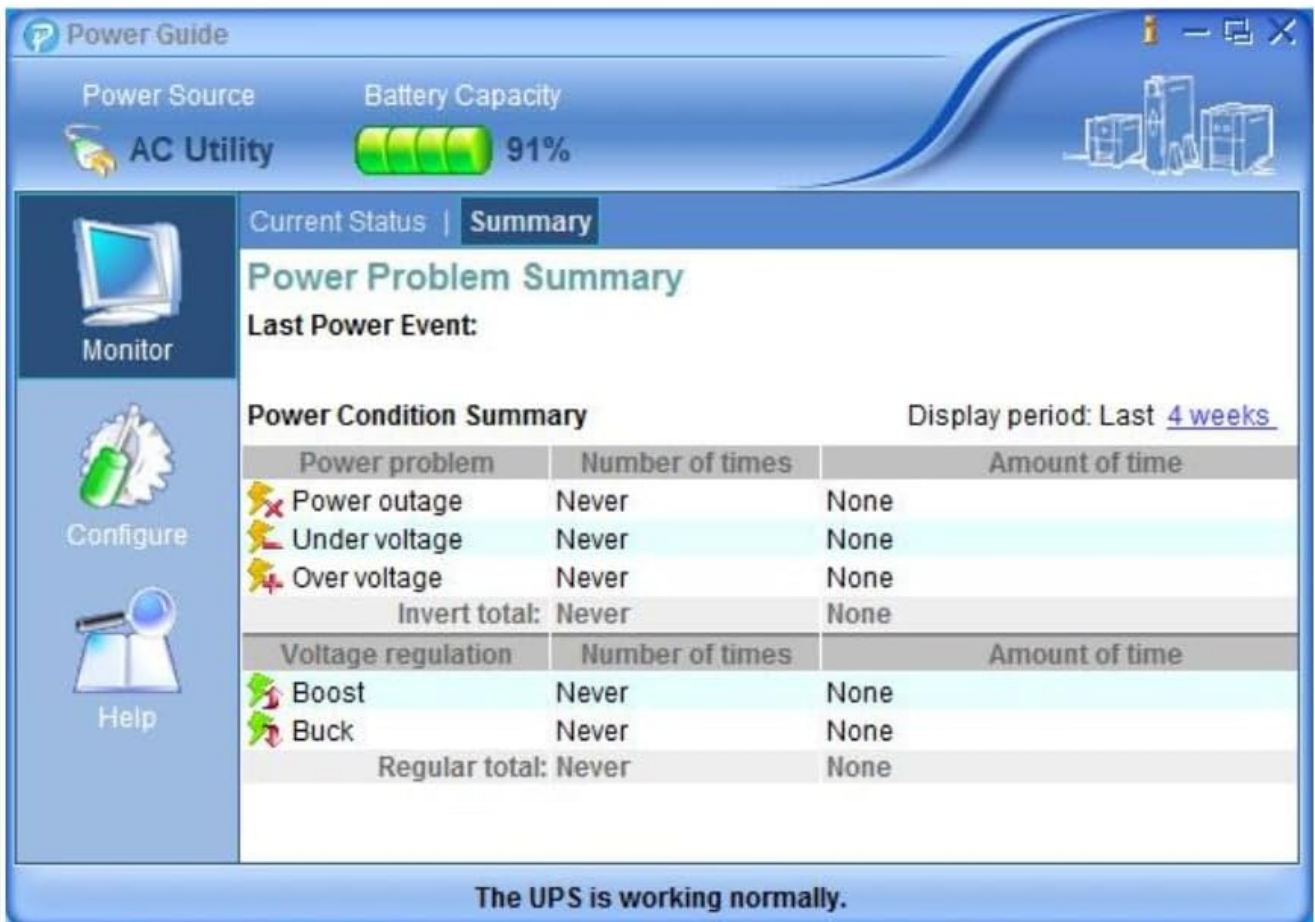 Power Guide
Power Source Battery Capacity
AC Utility 91%
Current Status | Summary
Power Problem Summary
Last Power Event:
Monitor
Power Condition Summary Display period: Last 4 weeks
Power problem Number of times Amount of time
Power outage Never None
Under voltage Never None
Configure
Over voltage Never None
Invert total: Never None
Voltage regulation Number of times Amount of time
Boost Never None
Help
Buck Never None
Regular total: Never None
The UPS is working normally.